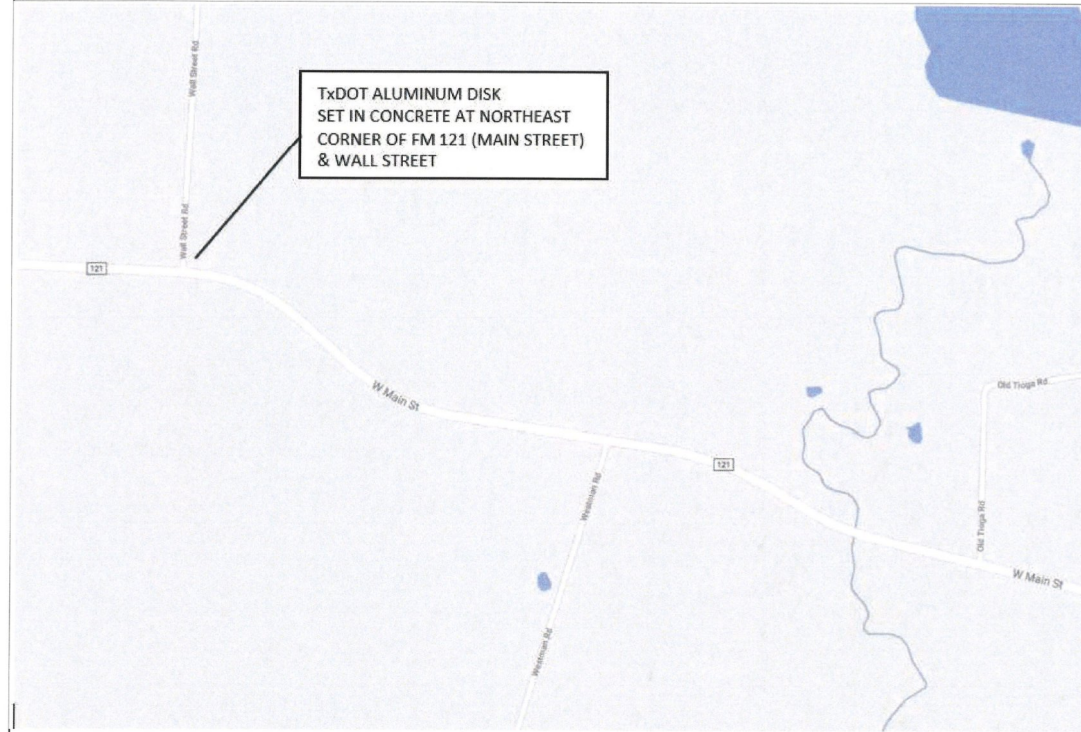 Wall Street Rd
TxDOT ALUMINUM DISK
SET IN CONCRETE AT NORTHEAST
CORNER OF FM 121 (MAIN STREET)
& WALL STREET
Wall Street Rd
121
W Main St
Old Tioga Rd
121
Westman Rd
Old Tioga Rd
W Main St
Westman Rd